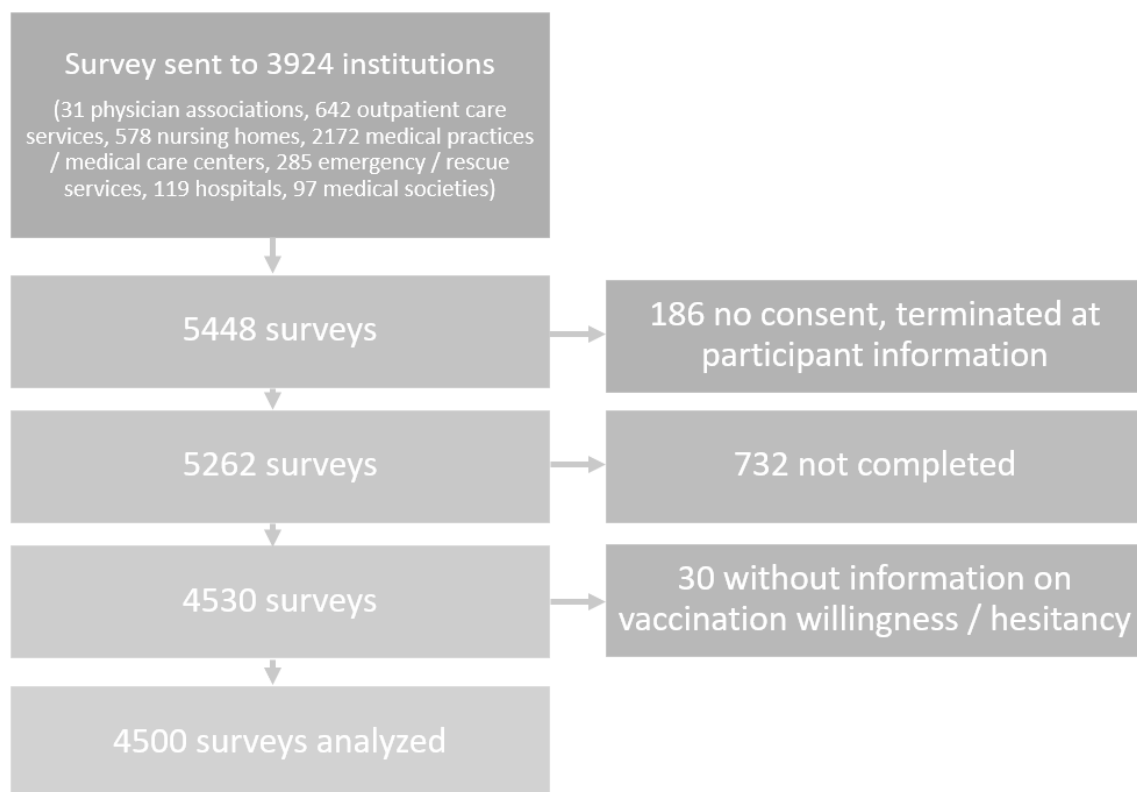 Survey sent to 3924 institutions
(31 physician associations, 642 outpatient care
services, 578 nursing homes, 2172 medical practices
/ medical care centers, 285 emergency / rescue
services, 119 hospitals, 97 medical societies)
5448 surveys
186 no consent, terminated at
participant information
5262 surveys
732 not completed
4530 surveys
30 without information on
vaccination willingness / hesitancy
4500 surveys analyzed